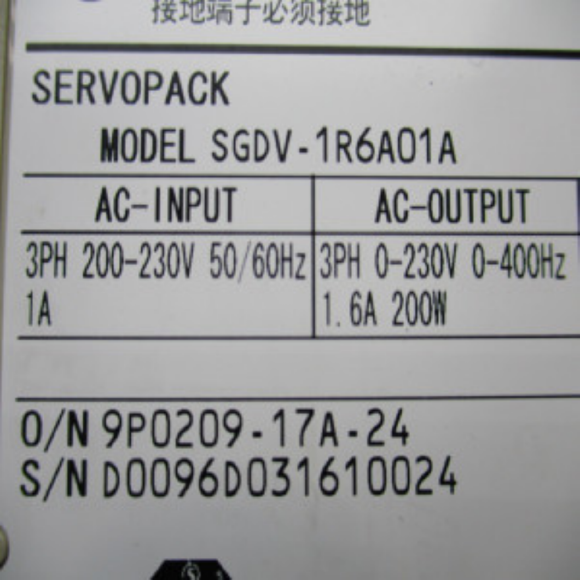 接地端子必须接地
SERVOPACK
MODEL SGDV-1R6A01A
AC-INPUT AC-OUTPUT
3PH 200-230V 50/60Hz 3PH 0-230V 0-400Hz
1A 1.6A 200W
O/N 9P0209-17A-24
S/N D0096D031610024